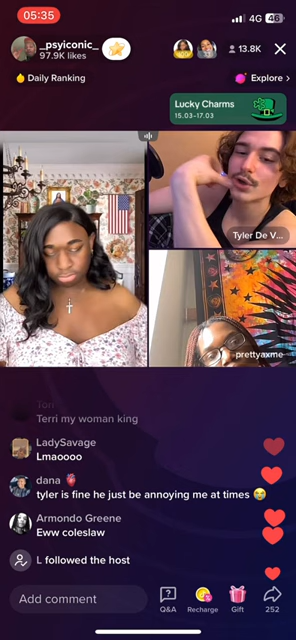 05:35
4G 46
_psyiconic_
97.9K likes
13.8K
Daily Ranking
Explore >
Lucky Charms
15.03-17.03
Tyler De V...
prettyaxme
Tori
Terri my woman king
LadySavage
Lmaoooo
dana 🫀
tyler is fine he just be annoying me at times 😭
Armondo Greene
Eww coleslaw
L followed the host
Add comment
Q&A
Recharge
Gift
252